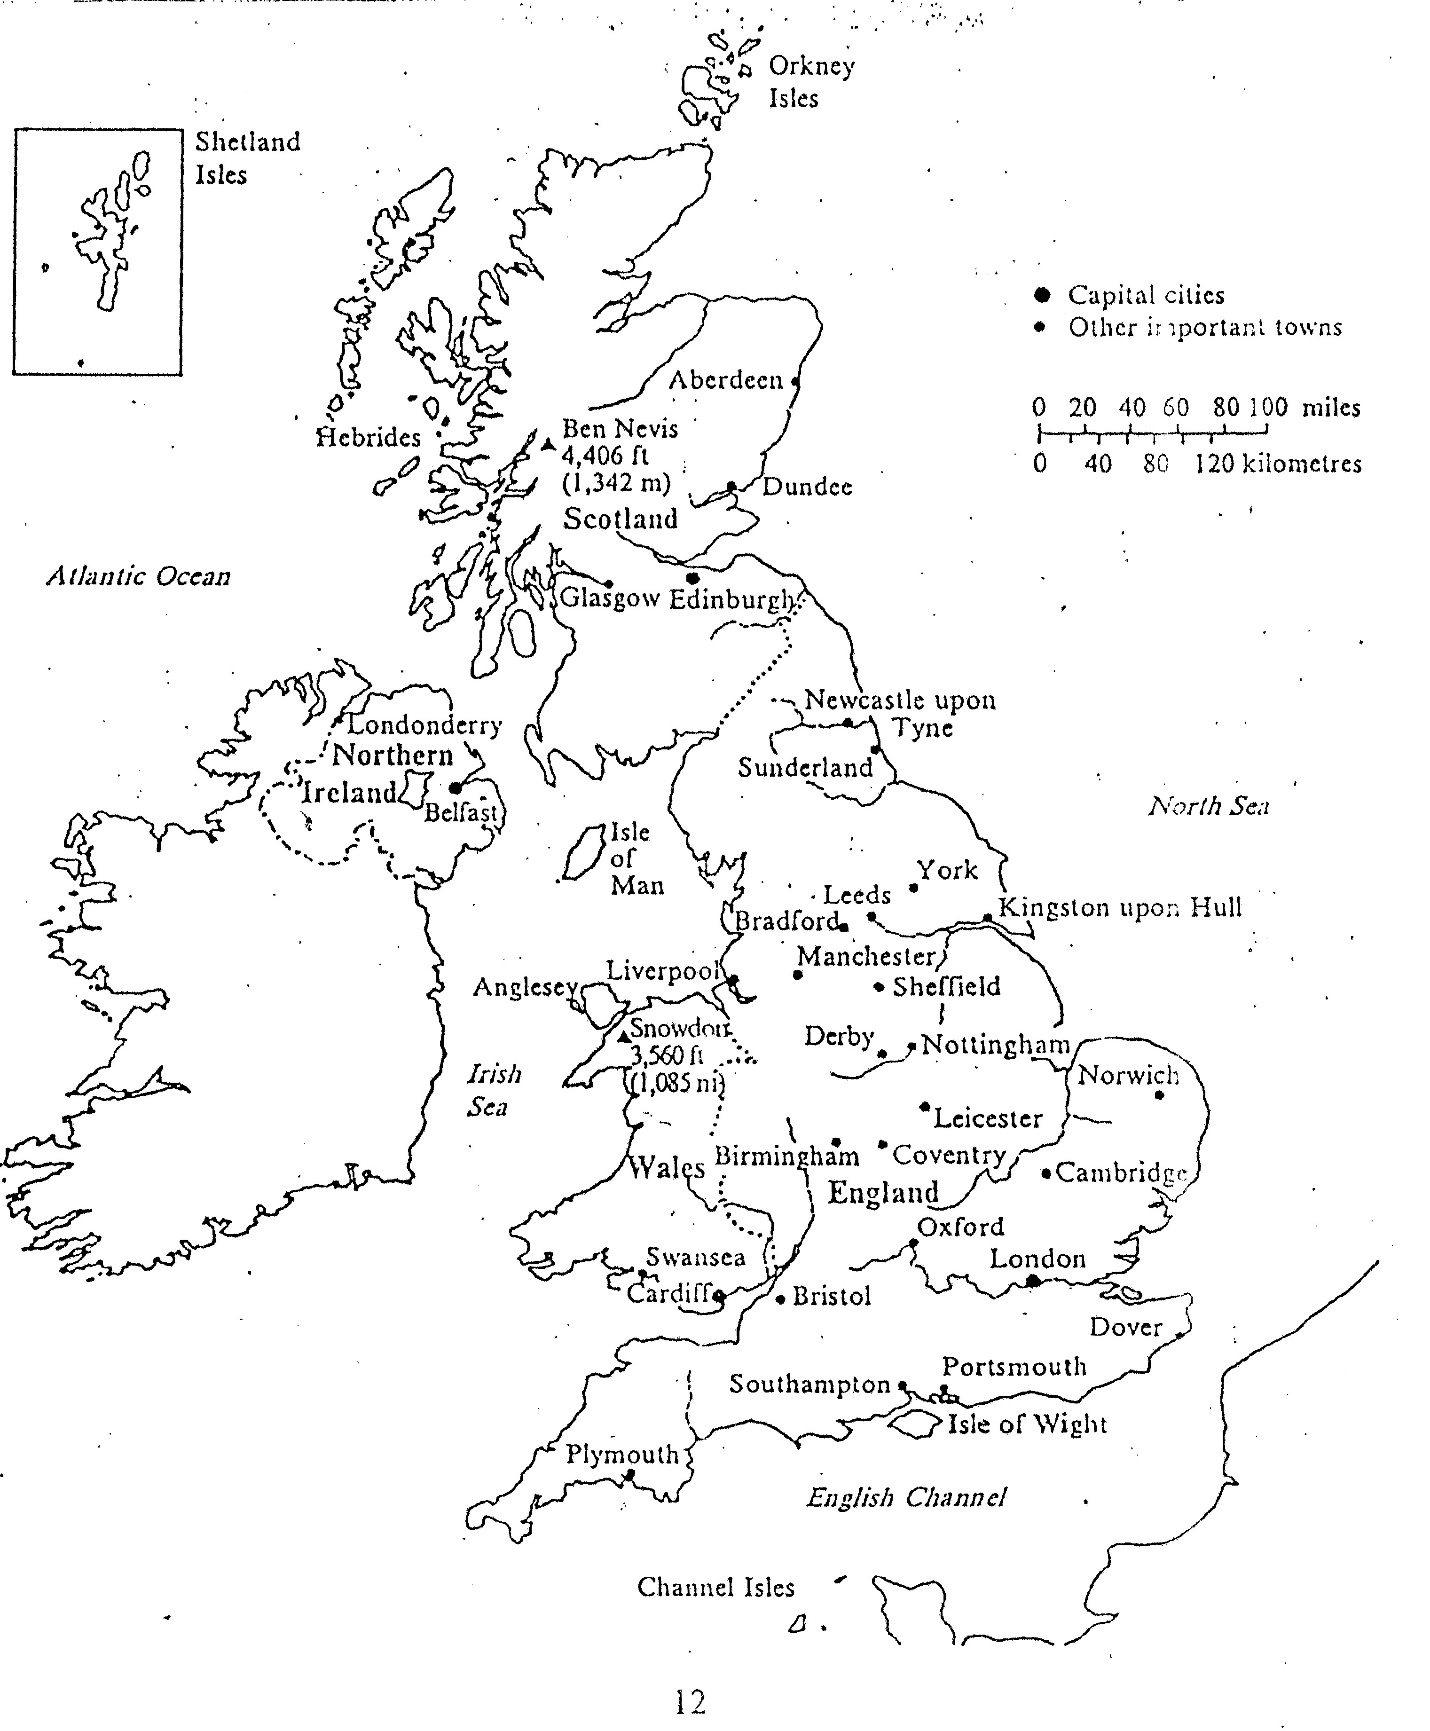 Orkney
Isles
Shetland
Isles
Capital cities
Other important towns
Aberdeen
0 20 40 60 80 100 miles
0 40 80 120 kilometres
Hebrides
Ben Nevis
4,406 ft
(1,342 m)
Dundee
Scotland
Atlantic Ocean
Glasgow Edinburgh
Newcastle upon
Tyne
Londonderry
Northern
Ireland
Belfast
Sunderland
North Sea
Isle
of
Man
York
Leeds
Bradford
Kingston upon Hull
Manchester
Liverpool
Anglesey
Sheffield
Snowdon
3,560 ft
(1,085 m)
Derby
Nottingham
Norwich
Irish
Sea
Leicester
Wales
Birmingham
Coventry
Cambridge
England
Oxford
Swansea
London
Cardiff
Bristol
Dover
Portsmouth
Southampton
Isle of Wight
Plymouth
English Channel
Channel Isles
12